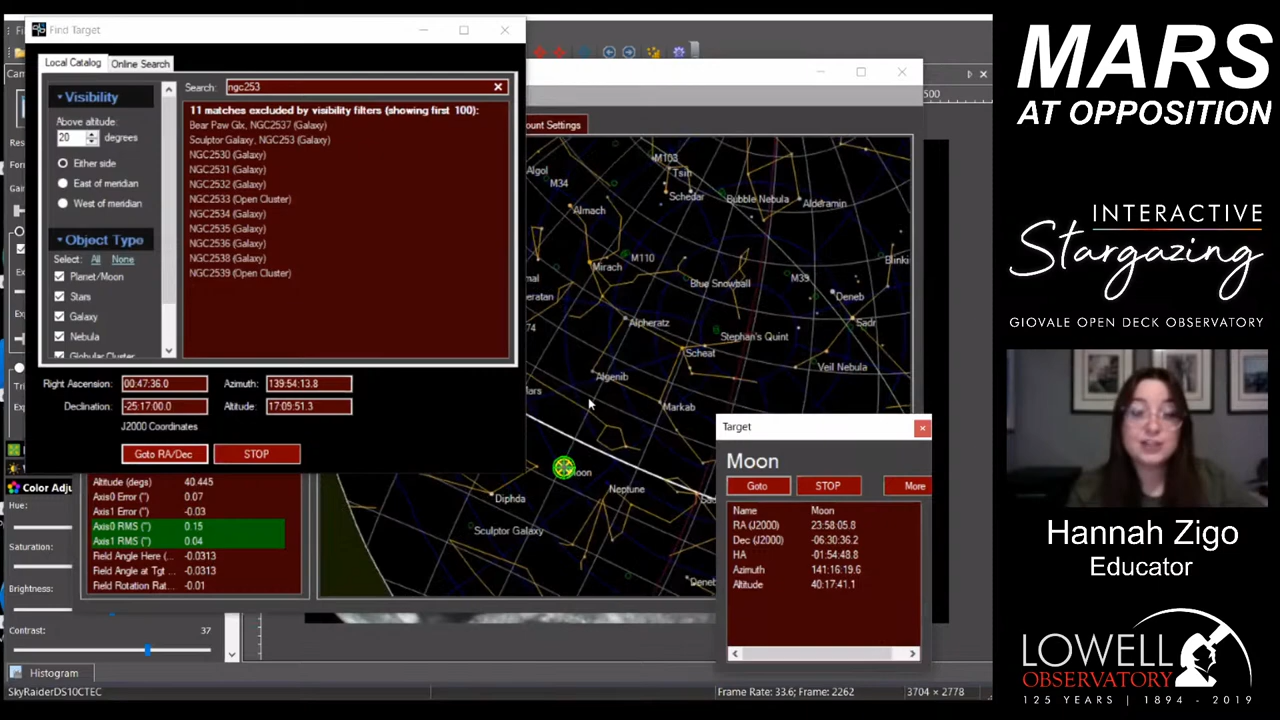 Find Target
Local Catalog
Online Search
Visibility
Above altitude:
20 degrees
Either side
East of meridian
West of meridian
Object Type
Select: All None
Planet/Moon
Stars
Galaxy
Nebula
Globular Cluster
Search: ngc253
11 matches excluded by visibility filters (showing first 100):
Bear Paw Glx, NGC2537 (Galaxy)
Sculptor Galaxy, NGC253 (Galaxy)
NGC2530 (Galaxy)
NGC2531 (Galaxy)
NGC2532 (Galaxy)
NGC2533 (Open Cluster)
NGC2534 (Galaxy)
NGC2535 (Galaxy)
NGC2536 (Galaxy)
NGC2538 (Galaxy)
NGC2539 (Open Cluster)
Right Ascension: 00:47:36.0 Azimuth: 139:54:13.8
Declination: -25:17:00.0 Altitude: 17:09:51.3
J2000 Coordinates
Goto RA/Dec STOP
Altitude (degs) 40.445
Axis0 Error (") 0.07
Axis1 Error (") -0.03
Axis0 RMS (") 0.15
Axis1 RMS (") 0.04
Field Angle Here (... -0.0313
Field Angle at Tgt ... -0.0313
Field Rotation Rat... -0.01
Color Adju
Hue:
Saturation:
Brightness:
Contrast: 37
Histogram
SkyRaiderDS10CTEC
Frame Rate: 33.6; Frame: 2262
3704 × 2778
500
ount Settings
M103
Tsin
Algol
M34
Schedar
Bubble Nebula
Alderamin
Almach
M110
Mirach
Blue Snowball
M39
Blinki
Deneb
Alpheratz
Stephan's Quint
Sadr
Scheat
Veil Nebula
Algenib
Markab
Neptune
Diphda
Sculptor Galaxy
Target
Moon
Goto STOP More
Name Moon
RA (J2000) 23:58:05.8
Dec (J2000) -06:30:36.2
HA -01:54:48.8
Azimuth 141:16:19.6
Altitude 40:17:41.1
MARS
AT OPPOSITION
INTERACTIVE
Stargazing
GIOVALE OPEN DECK OBSERVATORY
Hannah Zigo
Educator
LOWELL
OBSERVATORY
125 YEARS | 1894 - 2019